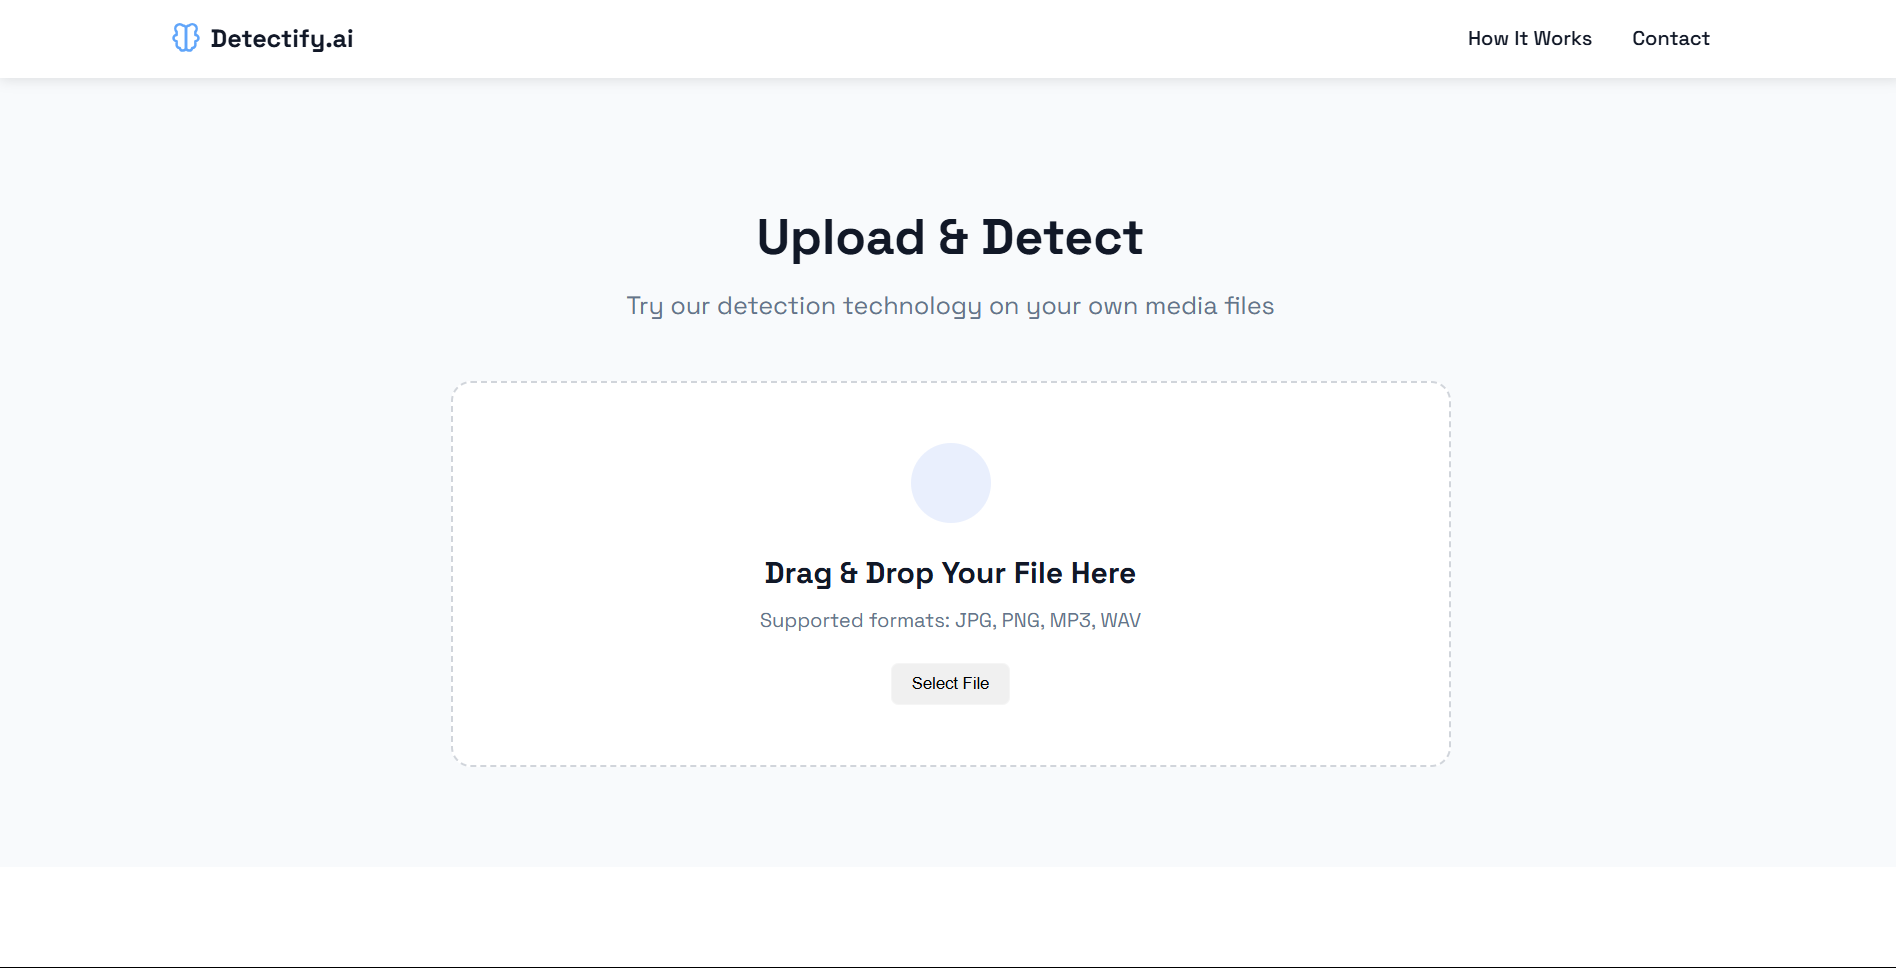 Detectify.ai
How It Works
Contact
Upload & Detect
Try our detection technology on your own media files
Drag & Drop Your File Here
Supported formats: JPG, PNG, MP3, WAV
Select File